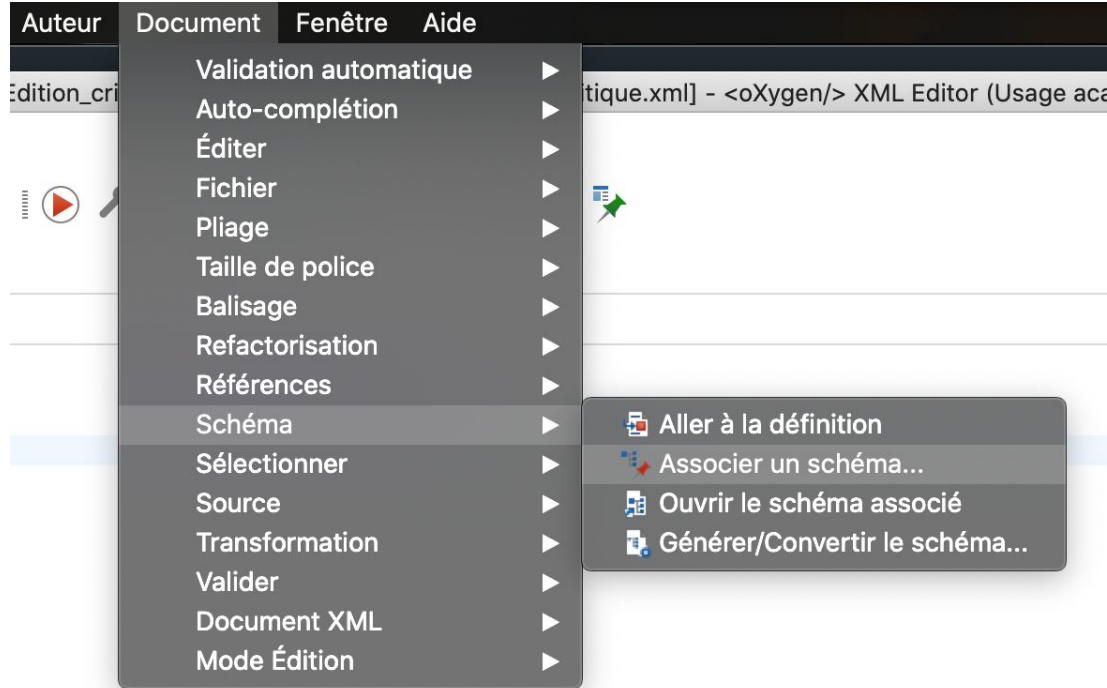 Auteur Document Fenêtre Aide
Edition_cri
tique.xml] - <oXygen/> XML Editor (Usage aca
Validation automatique
Auto-complétion
Éditer
Fichier
Pliage
Taille de police
Balisage
Refactorisation
Références
Schéma
Sélectionner
Source
Transformation
Valider
Document XML
Mode Édition
Aller à la définition
Associer un schéma...
Ouvrir le schéma associé
Générer/Convertir le schéma...